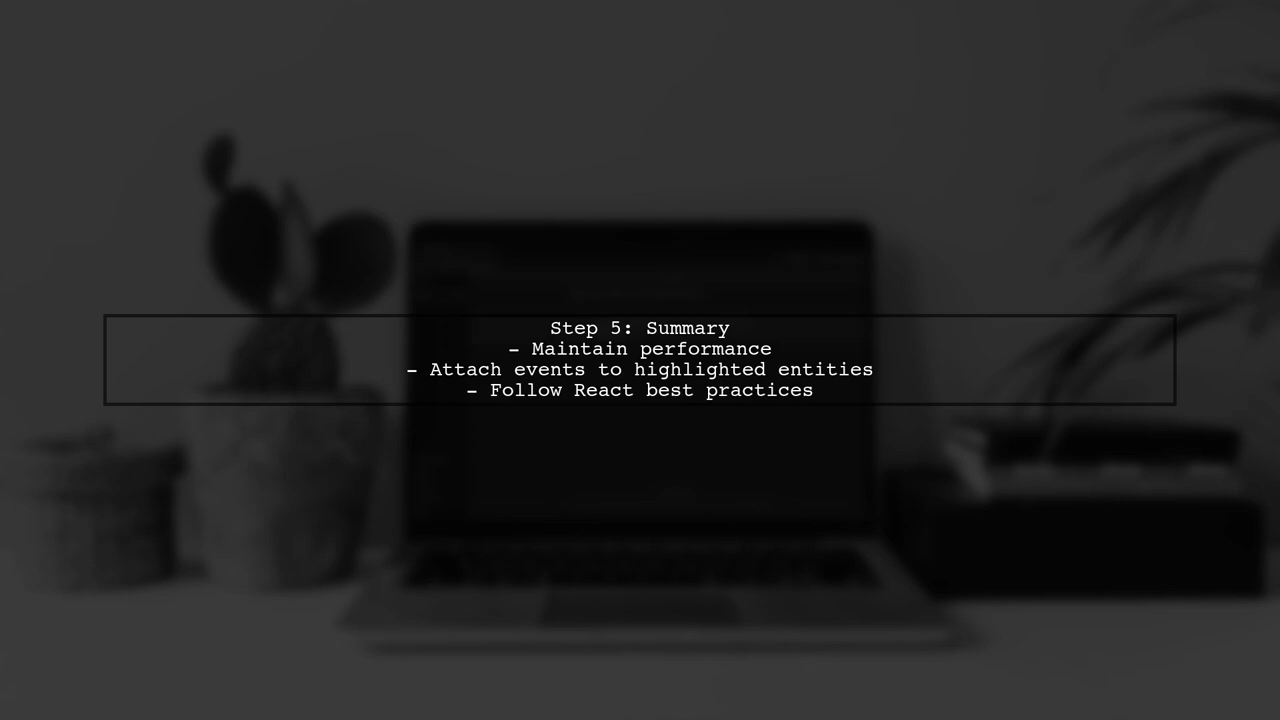 Step 5: Summary
- Maintain performance
- Attach events to highlighted entities
- Follow React best practices